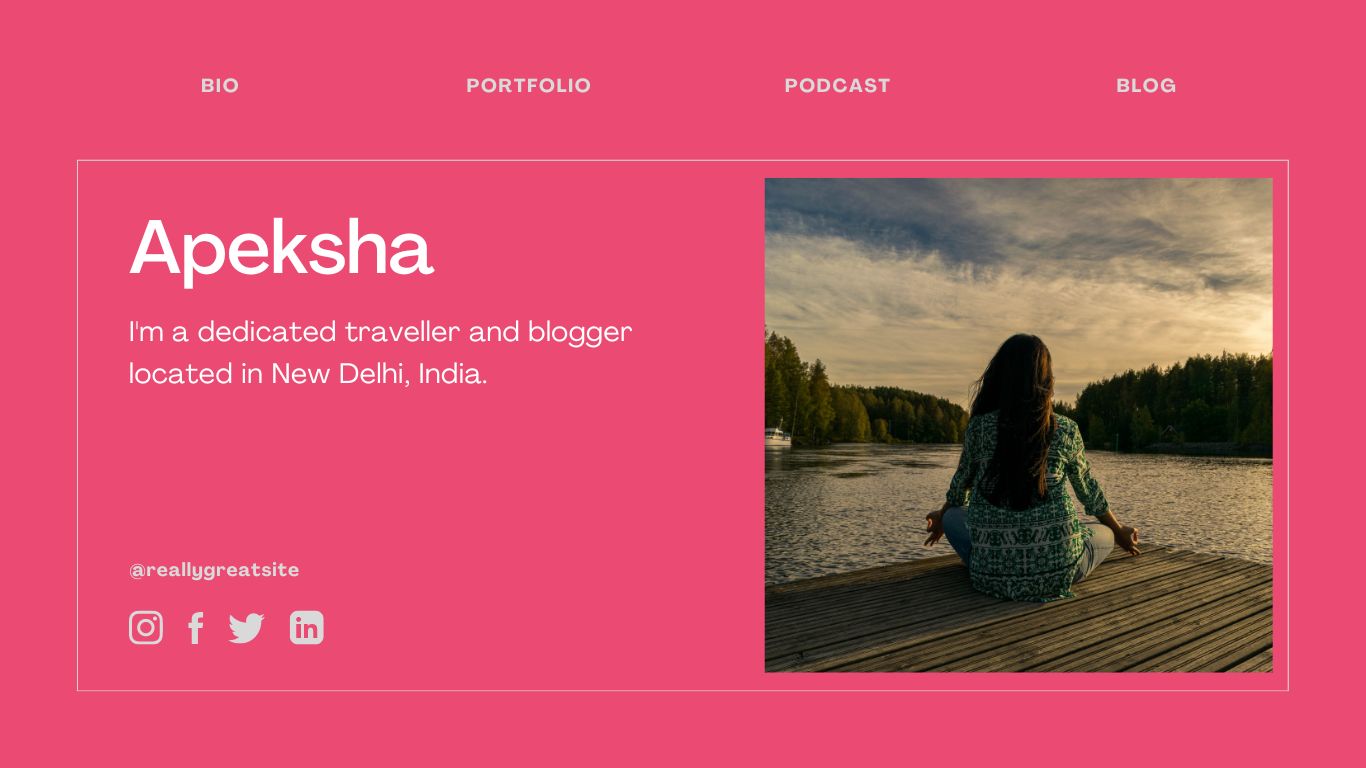 BIO
PORTFOLIO
PODCAST
BLOG
Apeksha
I'm a dedicated traveller and blogger
located in New Delhi, India.
@reallygreatsite